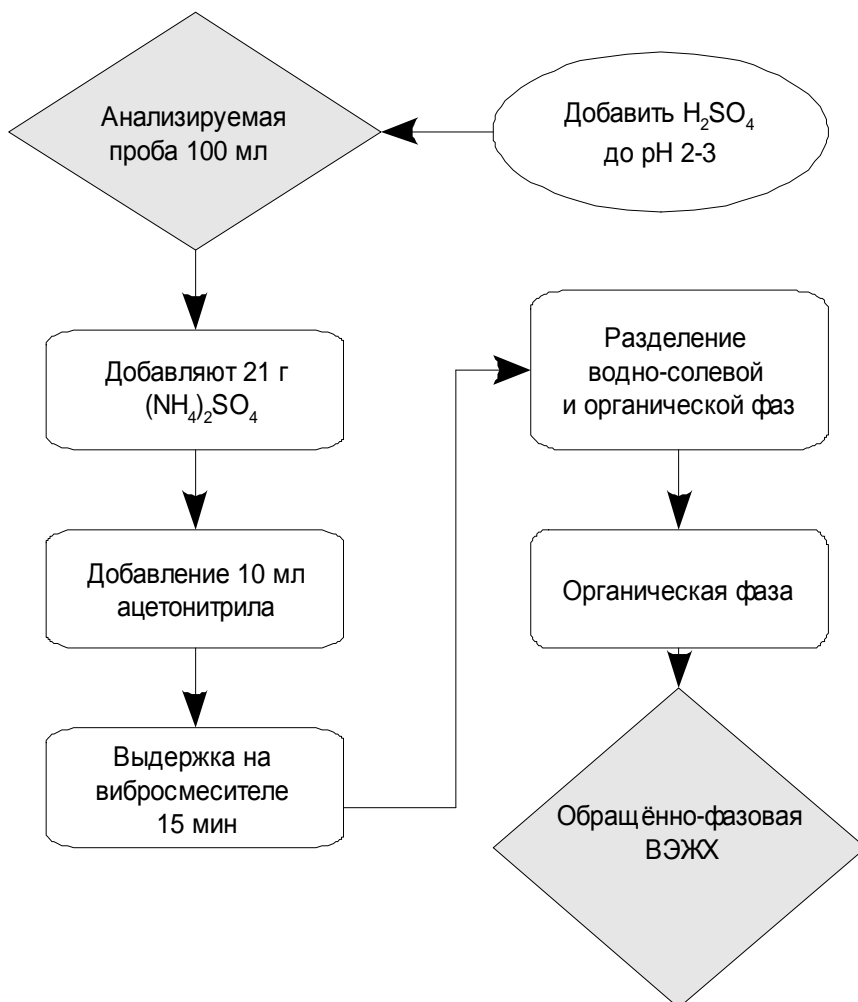 Анализируемая
проба 100 мл
Добавить H₂SO₄
до pH 2-3
Добавляют 21 г
(NH₄)₂SO₄
Добавление 10 мл
ацетонитрила
Выдержка на
вибросмесителе
15 мин
Разделение
водно-солевой
и органической фаз
Органическая фаза
Обращённо-фазовая
ВЭЖХ